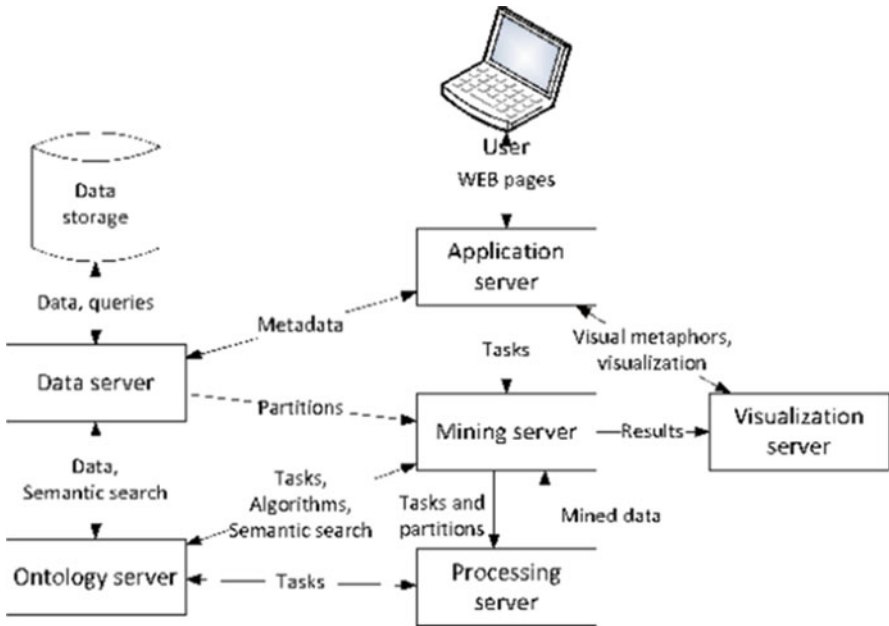 User
WEB pages
Data
storage
Application
server
Data, queries
Metadata
Visual metaphors,
visualization
Tasks
Data server
Partitions
Mining server
Results
Visualization
server
Data,
Semantic search
Tasks,
Algorithms,
Semantic search
Tasks and
partitions
Mined data
Ontology server
Tasks
Processing
server